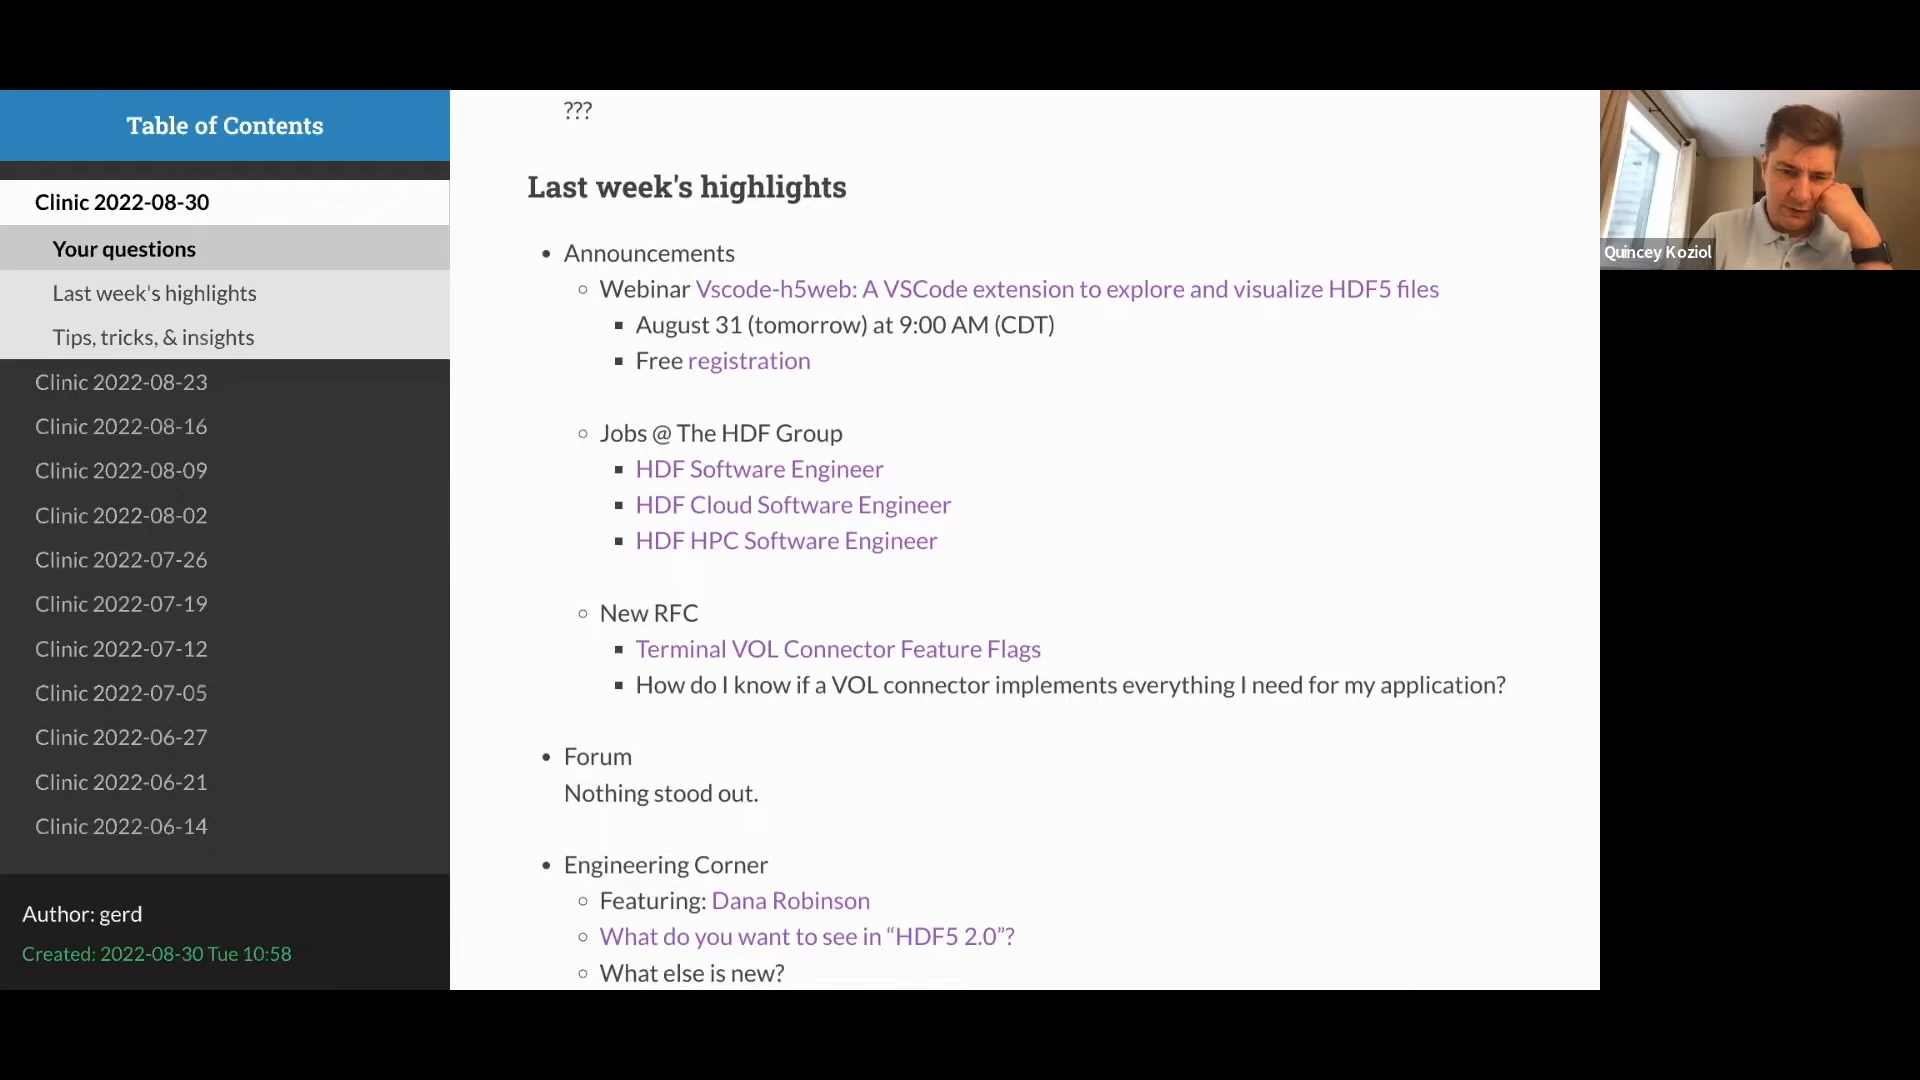 Table of Contents
Clinic 2022-08-30
Your questions
Last week's highlights
Tips, tricks, & insights
Clinic 2022-08-23
Clinic 2022-08-16
Clinic 2022-08-09
Clinic 2022-08-02
Clinic 2022-07-26
Clinic 2022-07-19
Clinic 2022-07-12
Clinic 2022-07-05
Clinic 2022-06-27
Clinic 2022-06-21
Clinic 2022-06-14
Author: gerd
Created: 2022-08-30 Tue 10:58
???
Last week's highlights
Announcements
Webinar Vscode-h5web: A VSCode extension to explore and visualize HDF5 files
August 31 (tomorrow) at 9:00 AM (CDT)
Free registration
Jobs @ The HDF Group
HDF Software Engineer
HDF Cloud Software Engineer
HDF HPC Software Engineer
New RFC
Terminal VOL Connector Feature Flags
How do I know if a VOL connector implements everything I need for my application?
Forum
Nothing stood out.
Engineering Corner
Featuring: Dana Robinson
What do you want to see in “HDF5 2.0”?
What else is new?
Quincey Koziol